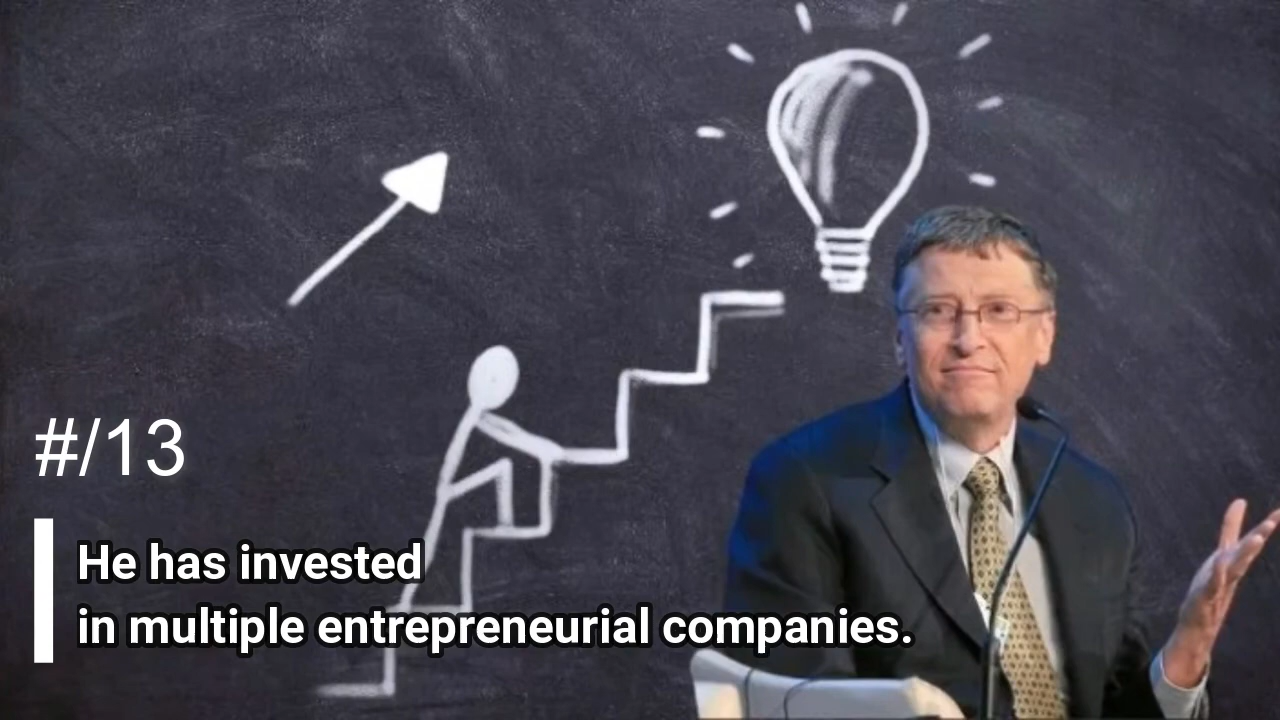 #/13
He has invested
in multiple entrepreneurial companies.